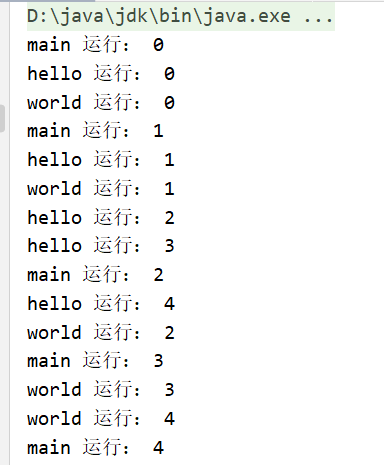 D:\java\jdk\bin\java.exe ...
main 运行： 0
hello 运行：  0
world 运行：  0
main 运行： 1
hello 运行：  1
world 运行：  1
hello 运行：  2
hello 运行：  3
main 运行： 2
hello 运行：  4
world 运行：  2
main 运行： 3
world 运行：  3
world 运行：  4
main 运行： 4